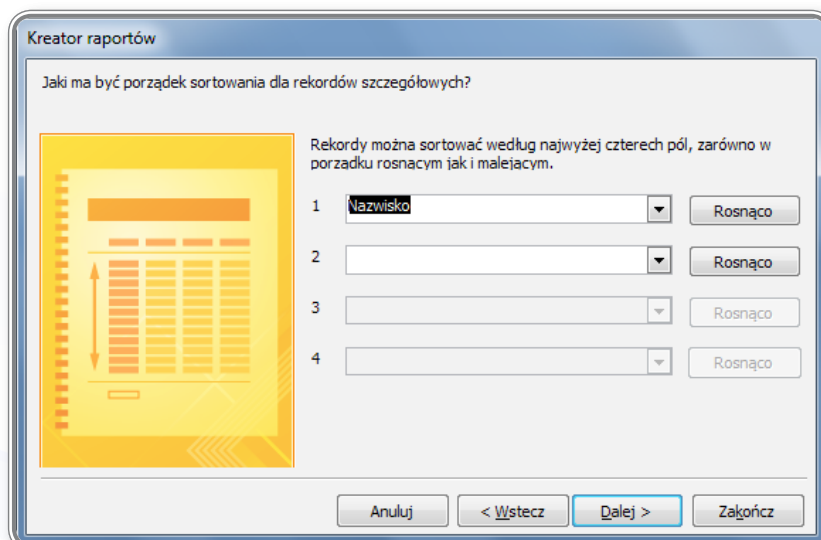 Kreator raportów
Jaki ma być porządek sortowania dla rekordów szczegółowych?
Rekordy można sortować według najwyżej czterech pól, zarówno w
porządku rosnącym jak i malejącym.
1 Nazwisko Rosnąco
2 Rosnąco
3 Rosnąco
4 Rosnąco
Anuluj < Wstecz Dalej > Zakończ